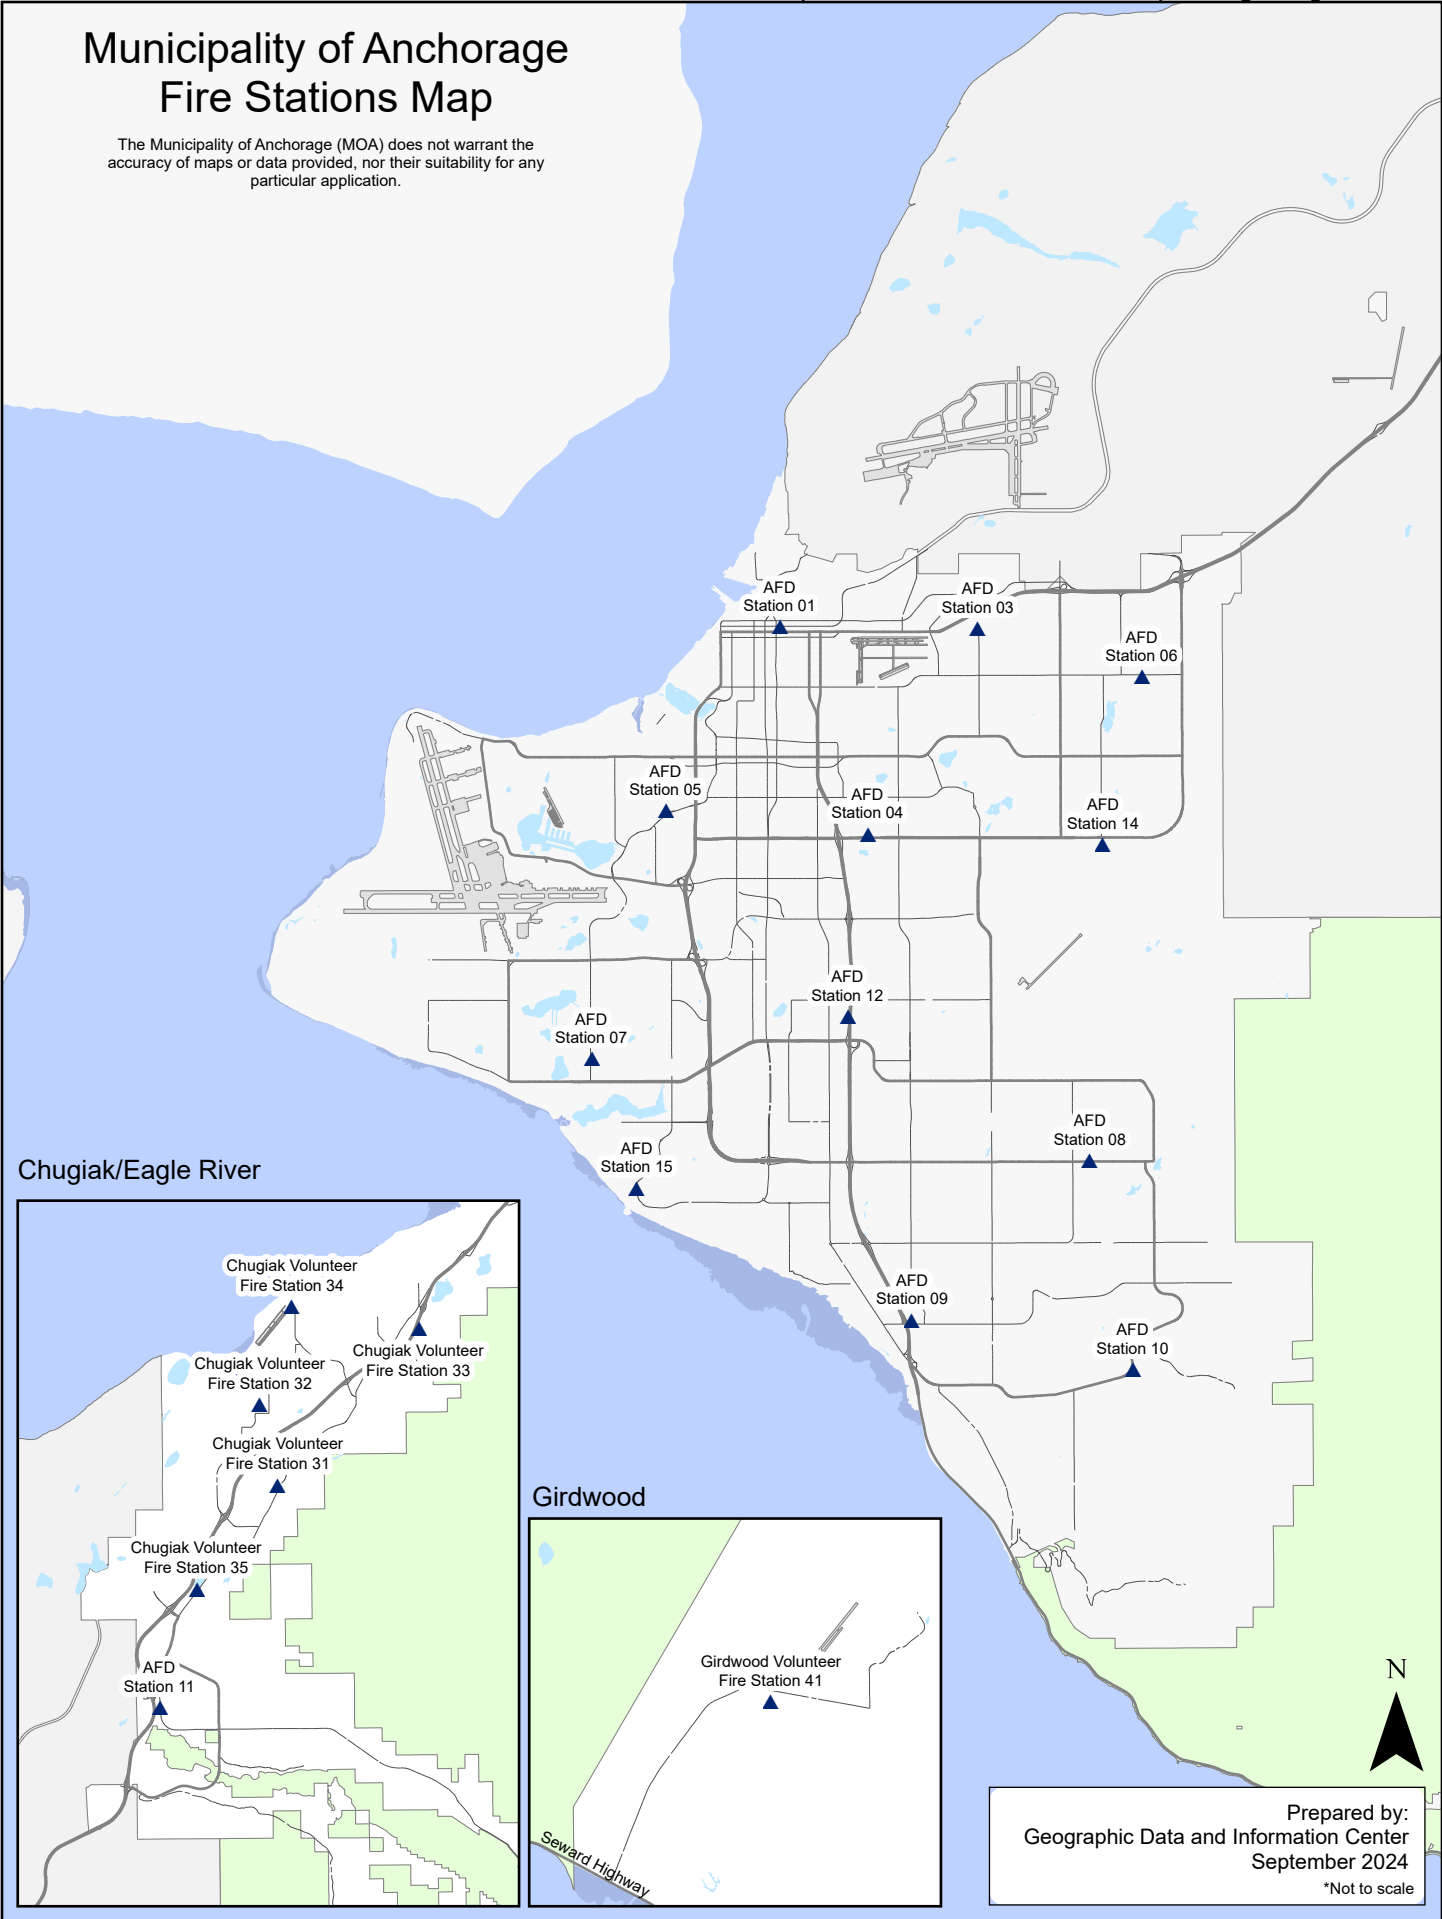 Municipality of Anchorage
Fire Stations Map
The Municipality of Anchorage (MOA) does not warrant the
accuracy of maps or data provided, nor their suitability for any
particular application.
AFD
Station 01
AFD
Station 03
AFD
Station 06
AFD
Station 05
AFD
Station 04
AFD
Station 14
AFD
Station 12
AFD
Station 07
AFD
Station 08
AFD
Station 15
AFD
Station 09
AFD
Station 10
Chugiak/Eagle River
Chugiak Volunteer
Fire Station 34
Chugiak Volunteer
Fire Station 33
Chugiak Volunteer
Fire Station 32
Chugiak Volunteer
Fire Station 31
Chugiak Volunteer
Fire Station 35
AFD
Station 11
Girdwood
Girdwood Volunteer
Fire Station 41
Seward Highway
N
Prepared by:
Geographic Data and Information Center
September 2024
*Not to scale